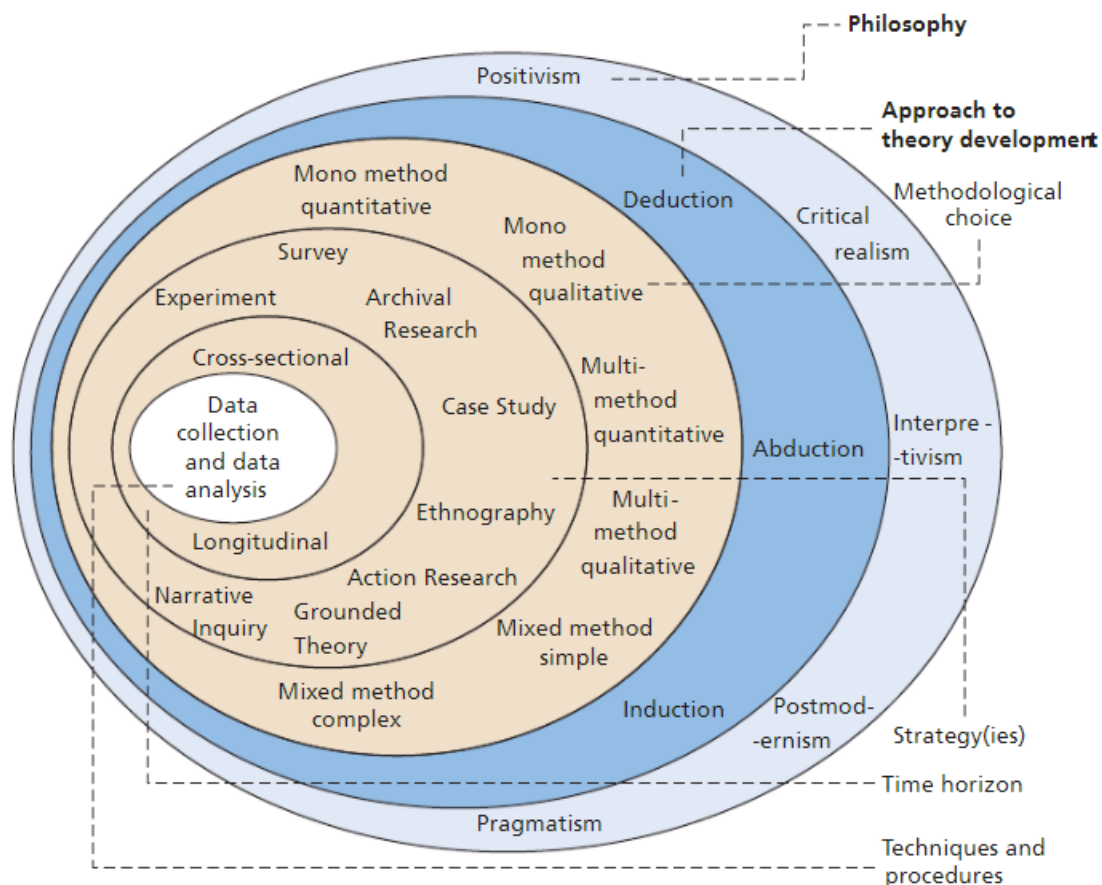 Philosophy
Positivism
Approach to
theory development
Deduction
Methodological
choice
Critical
realism
Mono method
quantitative
Mono
method
qualitative
Survey
Experiment
Archival
Research
Cross-sectional
Multi-
method
quantitative
Case Study
Data
collection
and data
analysis
Abduction
Interpre -
-tivism
Ethnography
Multi-
method
qualitative
Longitudinal
Action Research
Narrative
Inquiry
Grounded
Theory
Mixed method
simple
Mixed method
complex
Induction
Postmod-
-ernism
Strategy(ies)
Time horizon
Pragmatism
Techniques and
procedures